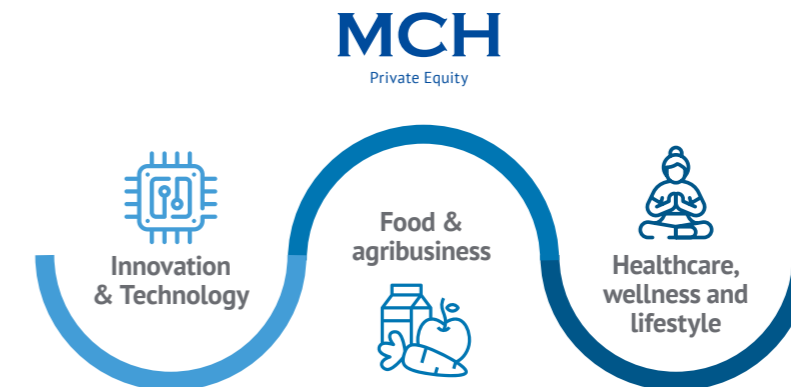 MCH
Private Equity
Innovation
& Technology
Food &
agribusiness
Healthcare,
wellness and
lifestyle